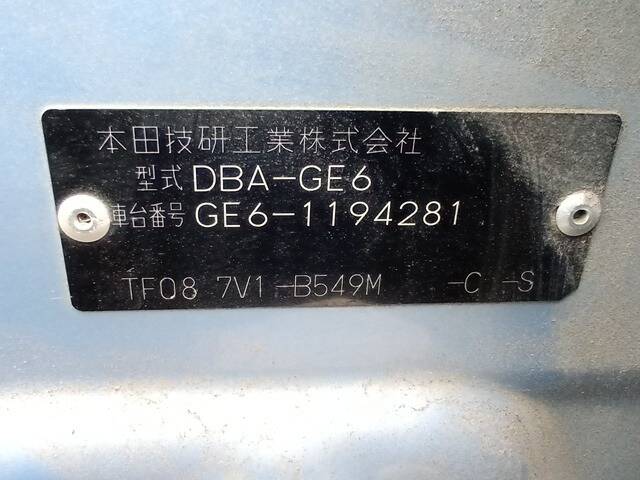 本田技研工業株式会社
型式 DBA-GE6
車台番号 GE6-1194281
TF08 7V1-B549M -C -S